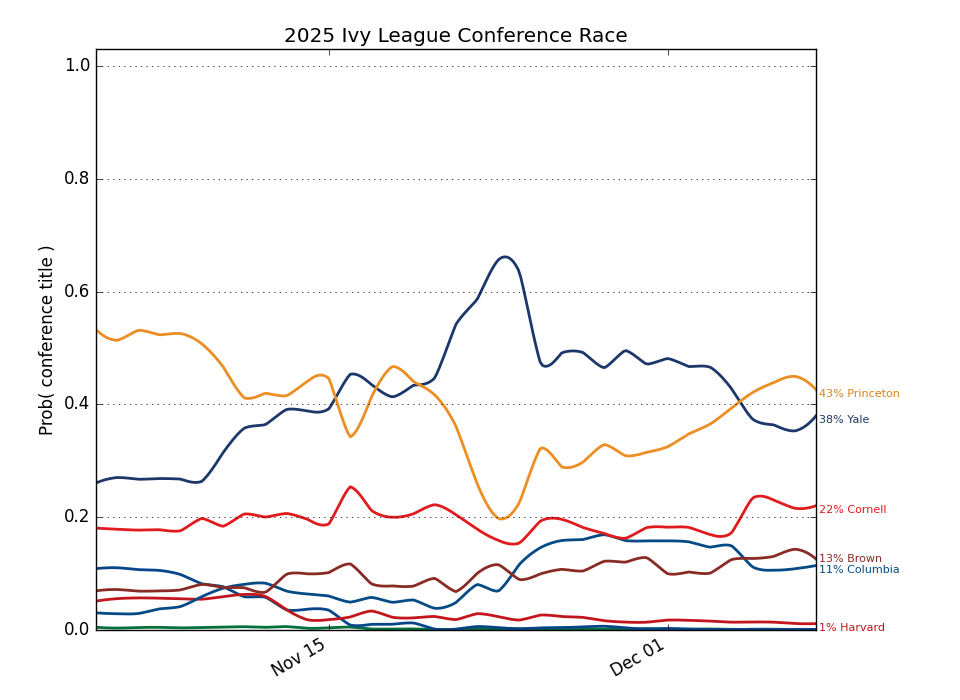 2025 Ivy League Conference Race
Prob( conference title )
1.0
0.8
0.6
0.4
0.2
0.0
Nov 15
Dec 01
43% Princeton
38% Yale
22% Cornell
13% Brown
11% Columbia
1% Harvard